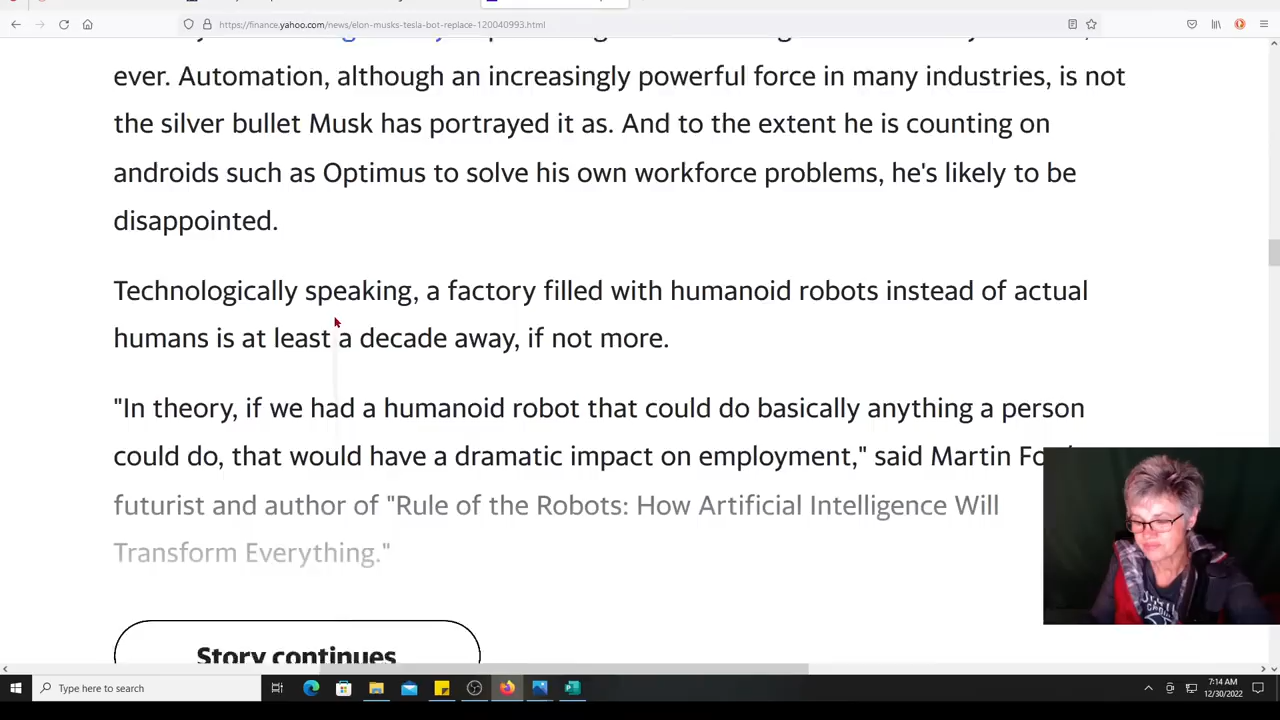 https://finance.yahoo.com/news/elon-musks-tesla-bot-replace-120040993.html
ever. Automation, although an increasingly powerful force in many industries, is not
the silver bullet Musk has portrayed it as. And to the extent he is counting on
androids such as Optimus to solve his own workforce problems, he's likely to be
disappointed.
Technologically speaking, a factory filled with humanoid robots instead of actual
humans is at least a decade away, if not more.
"In theory, if we had a humanoid robot that could do basically anything a person
could do, that would have a dramatic impact on employment," said Martin
futurist and author of "Rule of the Robots: How Artificial Intelligence Will
Transform Everything."
Story continues
Type here to search
7:14 AM
12/30/2022